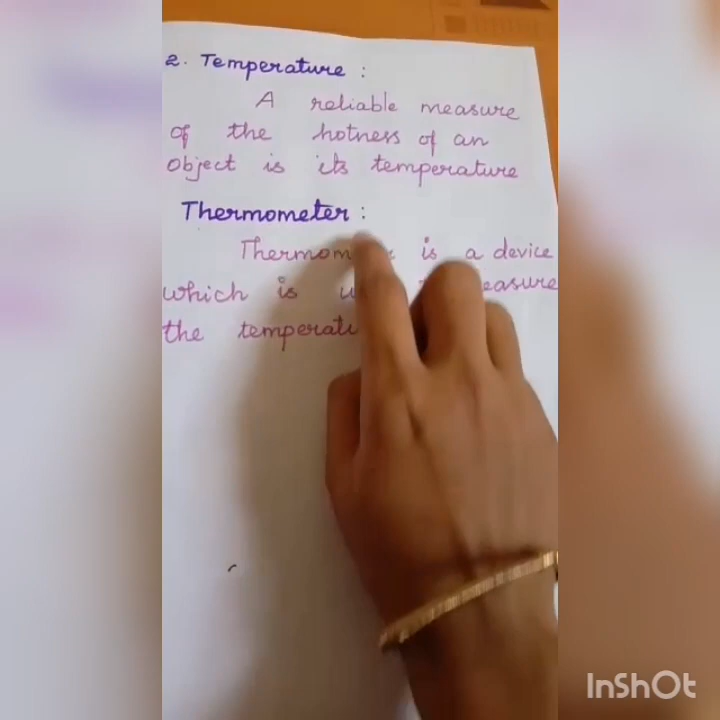 2. Temperature :
A reliable measure
of the hotness of an
object is its temperature
Thermometer :
is a device
which is
the
InShOt